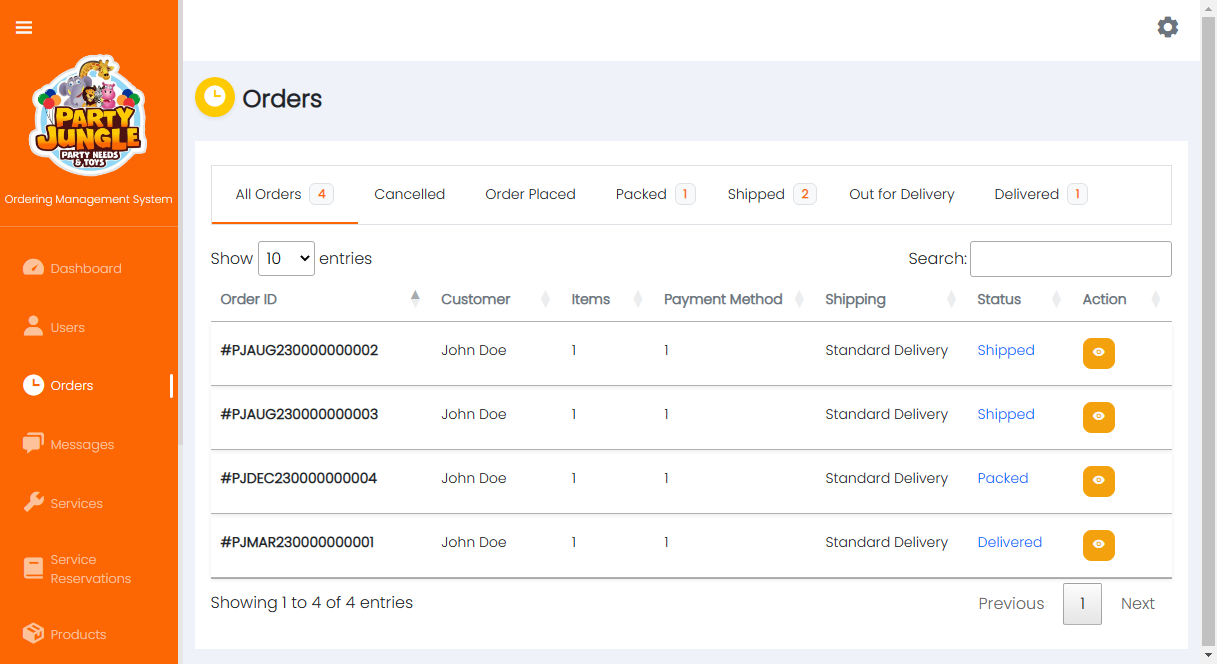 PARTY
JUNGLE
PARTY NEEDS
& TOYS
Ordering Management System
Dashboard
Users
Orders
Messages
Services
Service
Reservations
Products
Orders
All Orders 4 Cancelled Order Placed Packed 1 Shipped 2 Out for Delivery Delivered 1
Show 10 entries Search:
Order ID Customer Items Payment Method Shipping Status Action
#PJAUG230000000002 John Doe 1 1 Standard Delivery Shipped
#PJAUG230000000003 John Doe 1 1 Standard Delivery Shipped
#PJDEC230000000004 John Doe 1 1 Standard Delivery Packed
#PJMAR230000000001 John Doe 1 1 Standard Delivery Delivered
Showing 1 to 4 of 4 entries Previous 1 Next